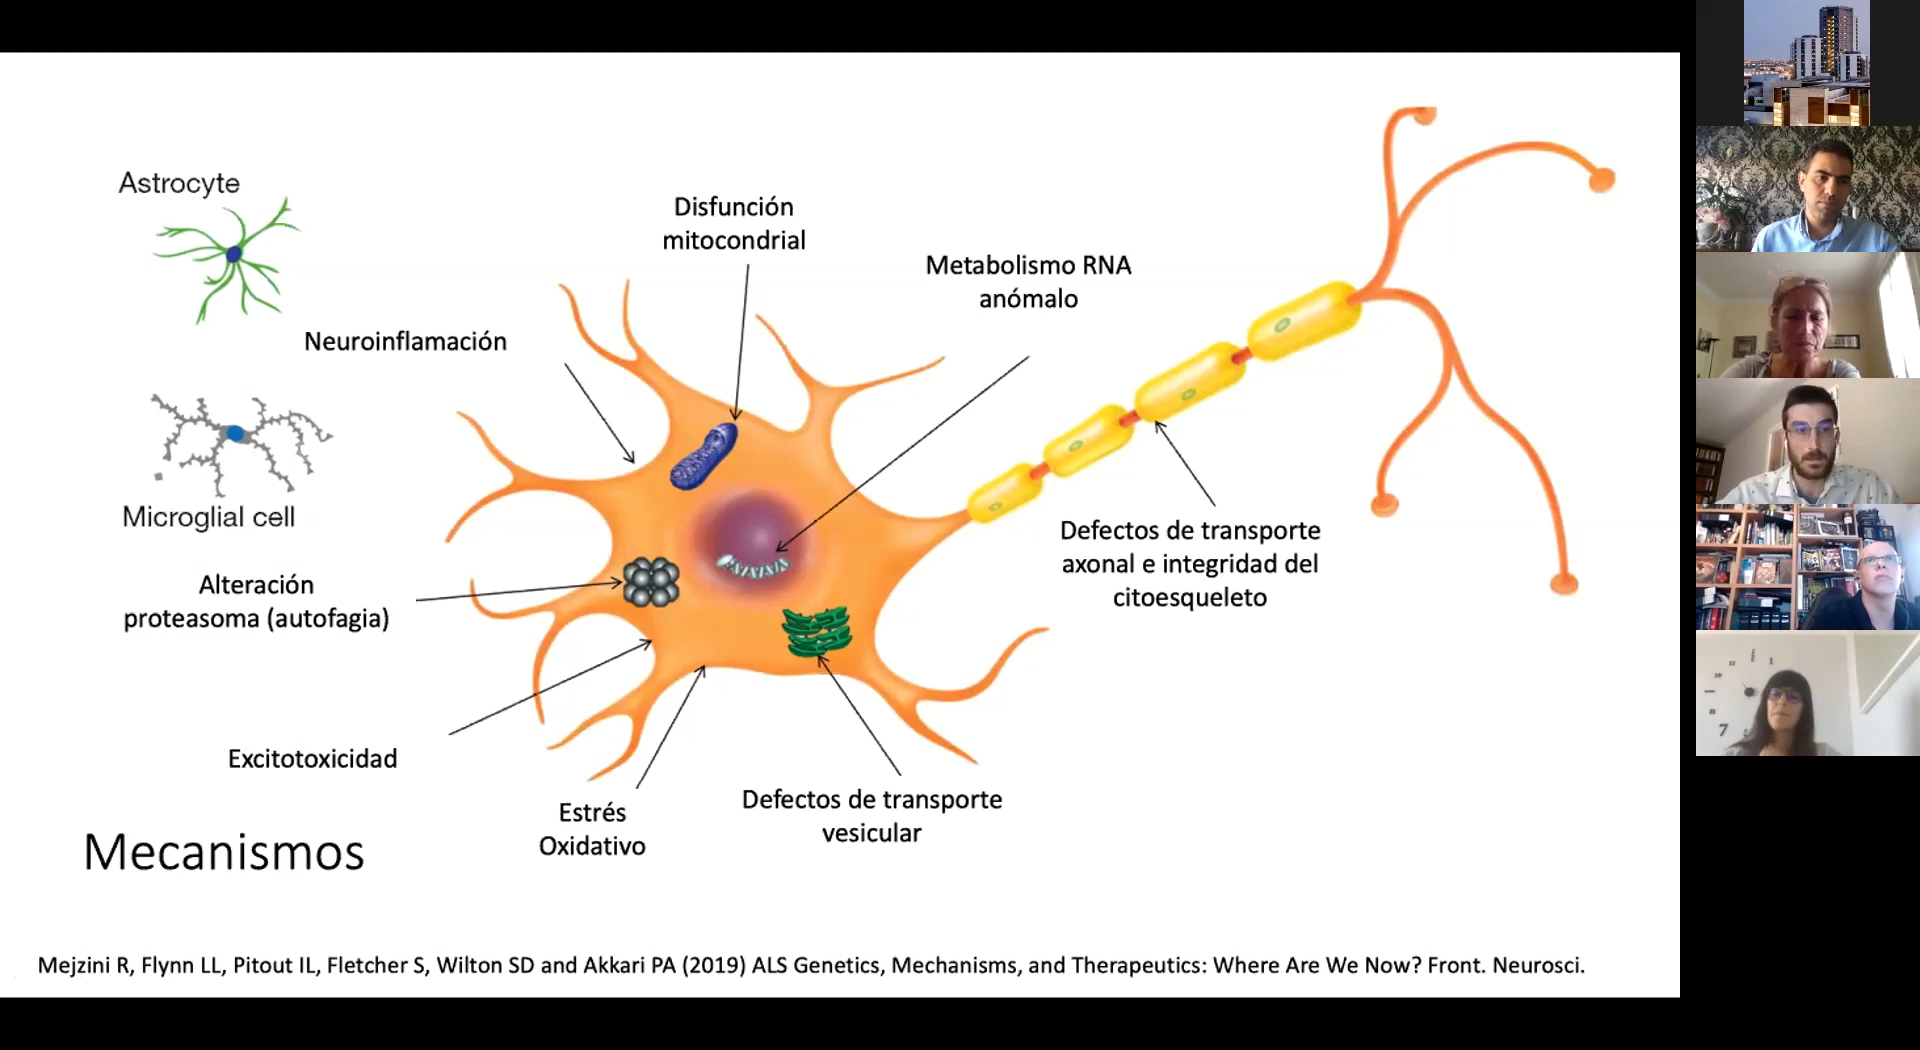 Astrocyte
Disfunción
mitocondrial
Metabolismo RNA
anómalo
Neuroinflamación
Microglial cell
Defectos de transporte
axonal e integridad del
citoesqueleto
Alteración
proteasoma (autofagia)
Excitotoxicidad
Estrés
Oxidativo
Defectos de transporte
vesicular
Mecanismos
Mejzini R, Flynn LL, Pitout IL, Fletcher S, Wilton SD and Akkari PA (2019) ALS Genetics, Mechanisms, and Therapeutics: Where Are We Now? Front. Neurosci.